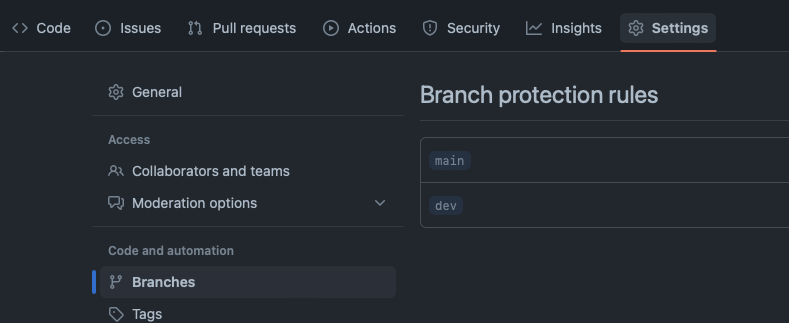 Code Issues Pull requests Actions Security Insights Settings
General
Access
Collaborators and teams
Moderation options
Code and automation
Branches
Tags
Branch protection rules
main
dev